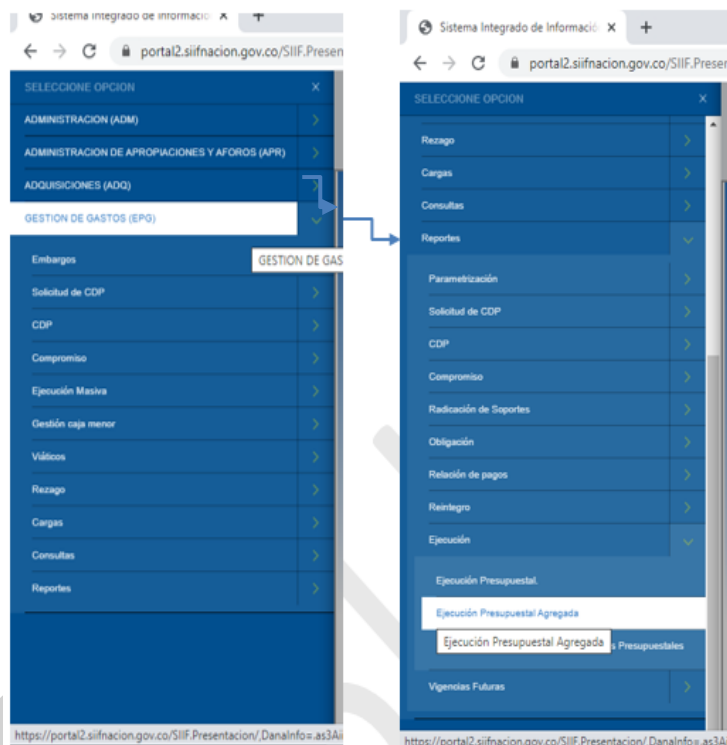 Sistema Integrado de Informació
portal2.siifnacion.gov.co/SIIF.Presen
SELECCIONE OPCION
ADMINISTRACION (ADM)
ADMINISTRACION DE APROPIACIONES Y AFOROS (APR)
ADQUISICIONES (ADQ)
GESTION DE GASTOS (EPG)
Embargos
GESTION DE GAS
Solicitud de CDP
CDP
Compromiso
Ejecución Masiva
Gestión caja menor
Viáticos
Rezago
Cargas
Consultas
Reportes
https://portal2.siifnacion.gov.co/SIIF.Presentacion/,DanaInfo=.as3Ai
Sistema Integrado de Informació
portal2.siifnacion.gov.co/SIIF.Preser
SELECCIONE OPCION
Rezago
Cargas
Consultas
Reportes
Parametrización
Solicitud de CDP
CDP
Compromiso
Radicación de Soportes
Obligación
Relación de pagos
Reintegro
Ejecución
Ejecución Presupuestal.
Ejecución Presupuestal Agregada
Ejecución Presupuestal Agregada
s Presupuestales
Vigencias Futuras
https://portal2.siifnacion.gov.co/SIIF.Presentacion/,DanaInfo=.as3A